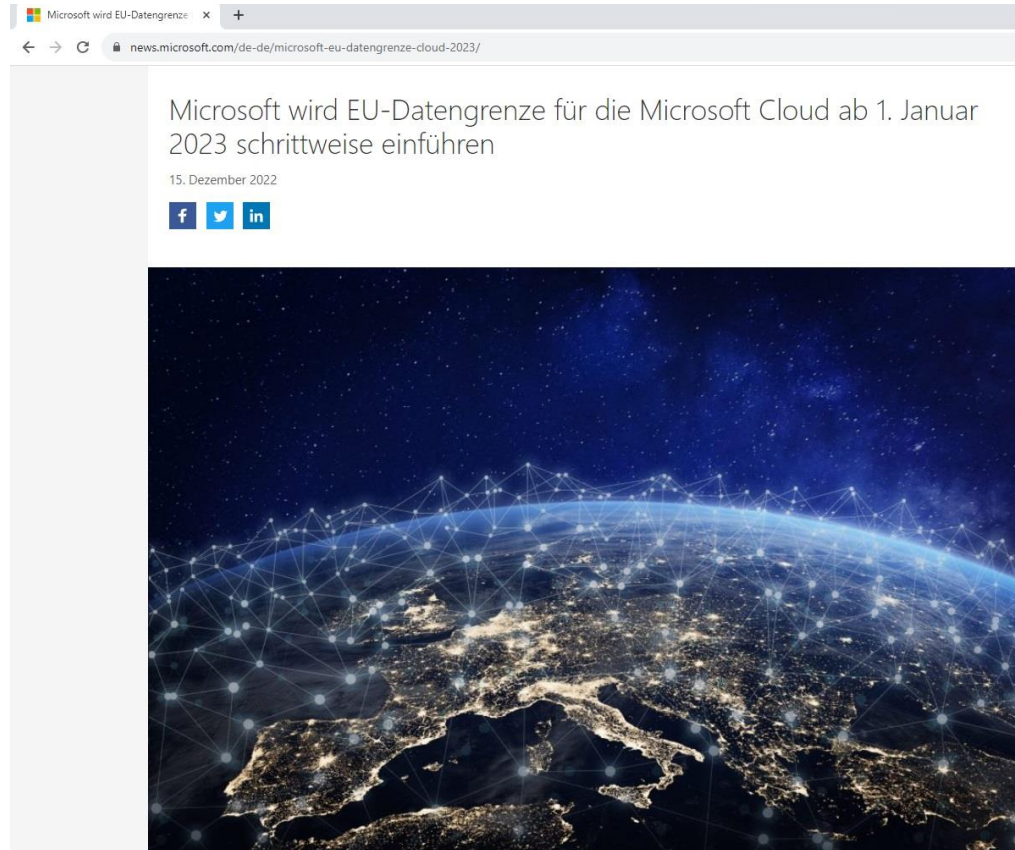 Microsoft wird EU-Datengrenze
news.microsoft.com/de-de/microsoft-eu-datengrenze-cloud-2023/
Microsoft wird EU-Datengrenze für die Microsoft Cloud ab 1. Januar
2023 schrittweise einführen
15. Dezember 2022
f
in